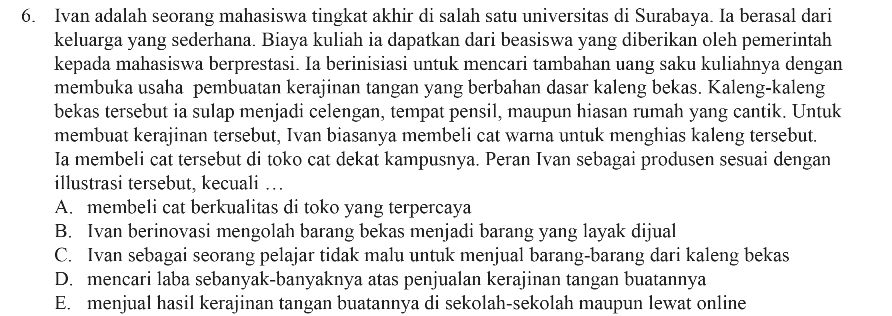 6. Ivan adalah seorang mahasiswa tingkat akhir di salah satu universitas di Surabaya. Ia berasal dari
keluarga yang sederhana. Biaya kuliah ia dapatkan dari beasiswa yang diberikan oleh pemerintah
kepada mahasiswa berprestasi. Ia berinisiasi untuk mencari tambahan uang saku kuliahnya dengan
membuka usaha pembuatan kerajinan tangan yang berbahan dasar kaleng bekas. Kaleng-kaleng
bekas tersebut ia sulap menjadi celengan, tempat pensil, maupun hiasan rumah yang cantik. Untuk
membuat kerajinan tersebut, Ivan biasanya membeli cat warna untuk menghias kaleng tersebut.
Ia membeli cat tersebut di toko cat dekat kampusnya. Peran Ivan sebagai produsen sesuai dengan
illustrasi tersebut, kecuali …
A. membeli cat berkualitas di toko yang terpercaya
B. Ivan berinovasi mengolah barang bekas menjadi barang yang layak dijual
C. Ivan sebagai seorang pelajar tidak malu untuk menjual barang-barang dari kaleng bekas
D. mencari laba sebanyak-banyaknya atas penjualan kerajinan tangan buatannya
E. menjual hasil kerajinan tangan buatannya di sekolah-sekolah maupun lewat online